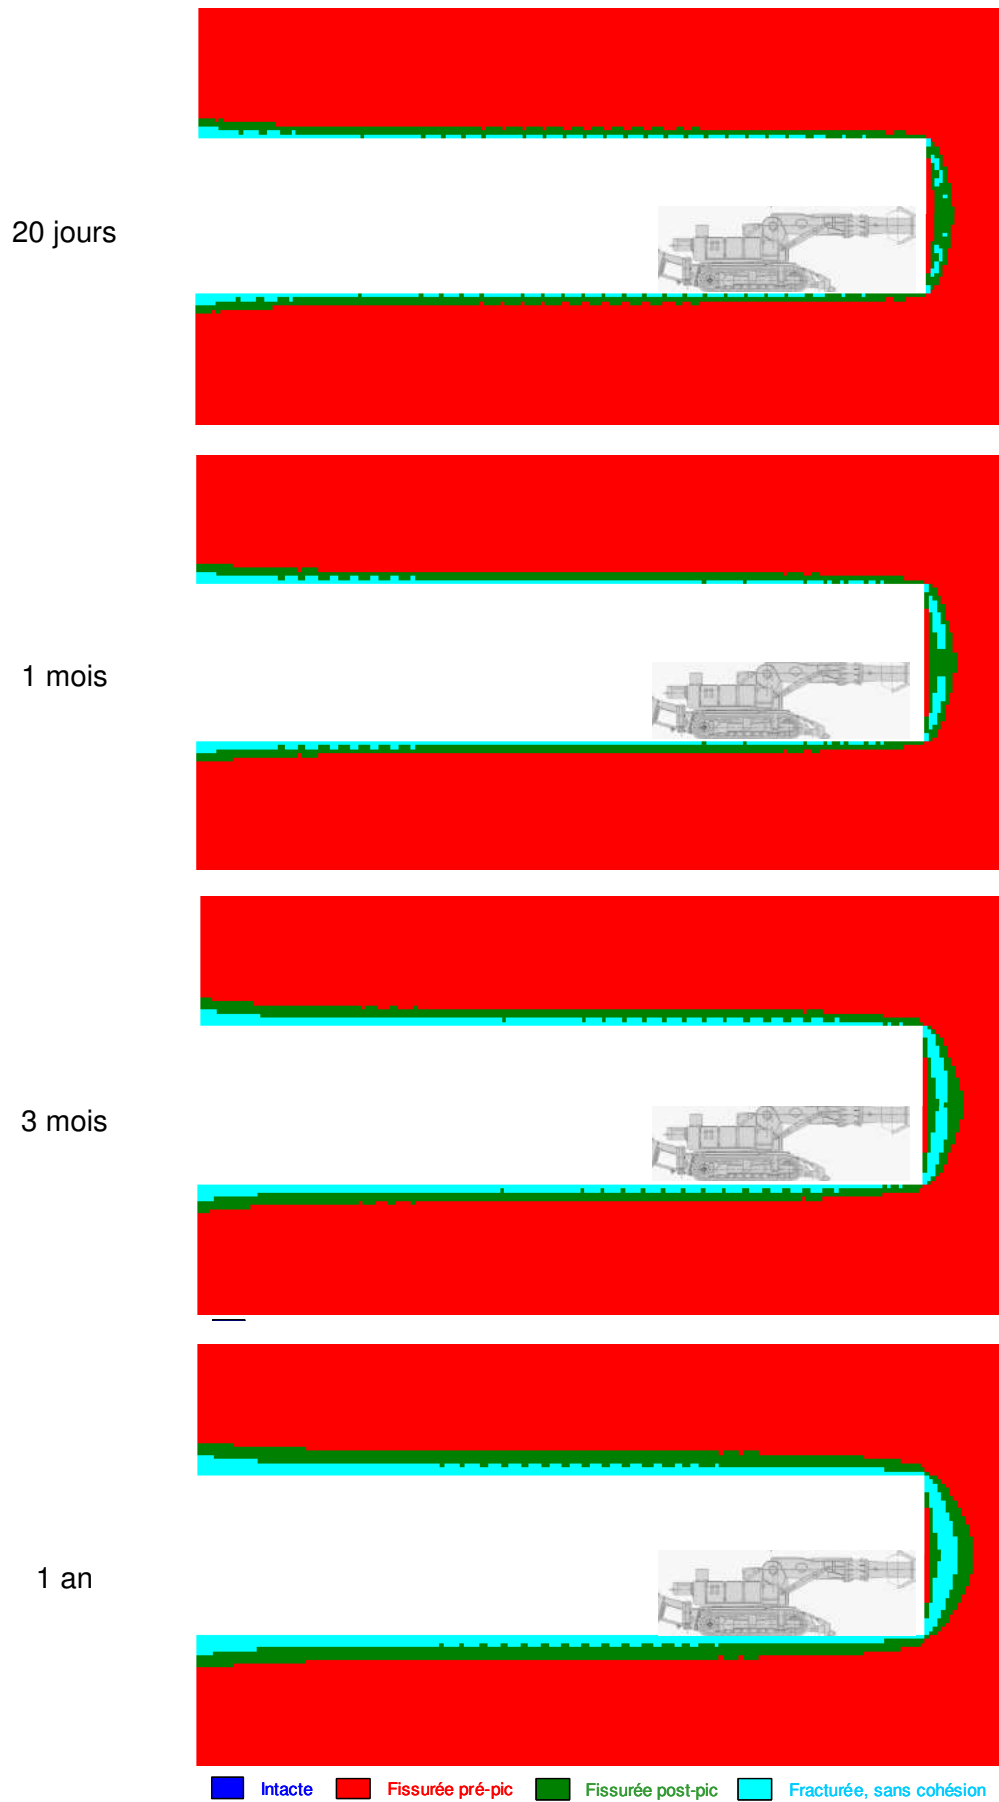 20 jours
1 mois
3 mois
1 an
Intacte Fissurée pré-pic Fissurée post-pic Fracturée, sans cohésion